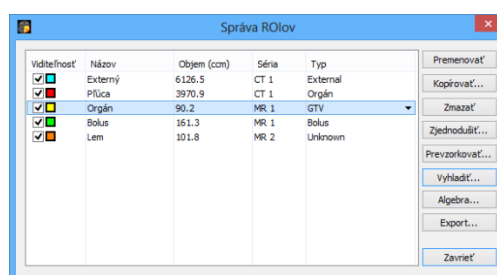 Správa ROIov
Viditeľnosť Názov Objem (ccm) Séria Typ
Externý 6126.5 CT 1 External
Pľúca 3970.9 CT 1 Orgán
Orgán 90.2 MR 1 GTV
Bolus 161.3 MR 1 Bolus
Lem 101.8 MR 2 Unknown
Premenovať
Kopírovať...
Zmazať
Zjednodušiť...
Prevzorkovať...
Vyhladiť...
Algebra...
Export...
Zavrieť